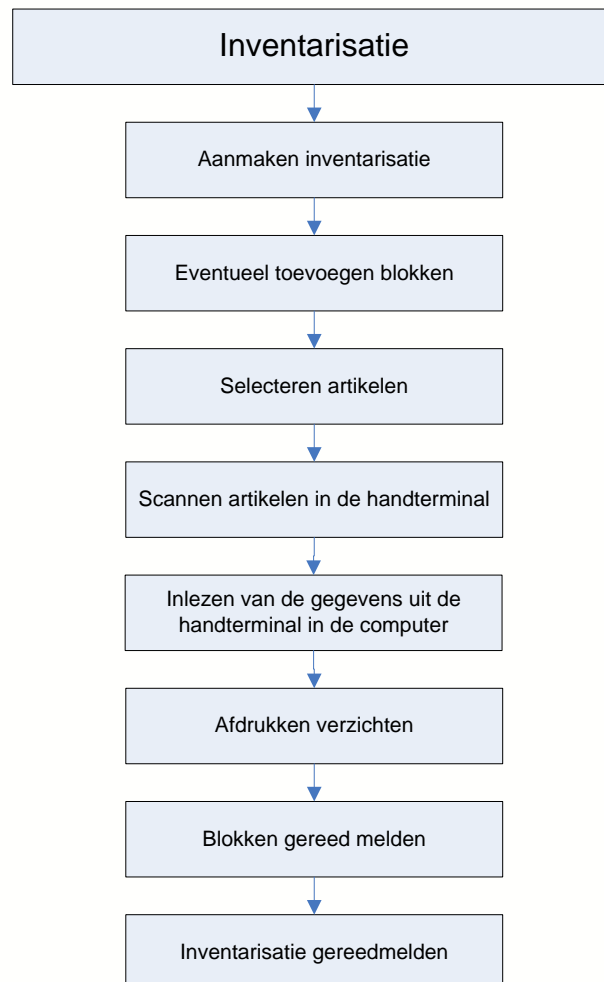 Inventarisatie
Aanmaken inventarisatie
Eventueel toevoegen blokken
Selecteren artikelen
Scannen artikelen in de handterminal
Inlezen van de gegevens uit de
handterminal in de computer
Afdrukken verzichten
Blokken gereed melden
Inventarisatie gereedmelden